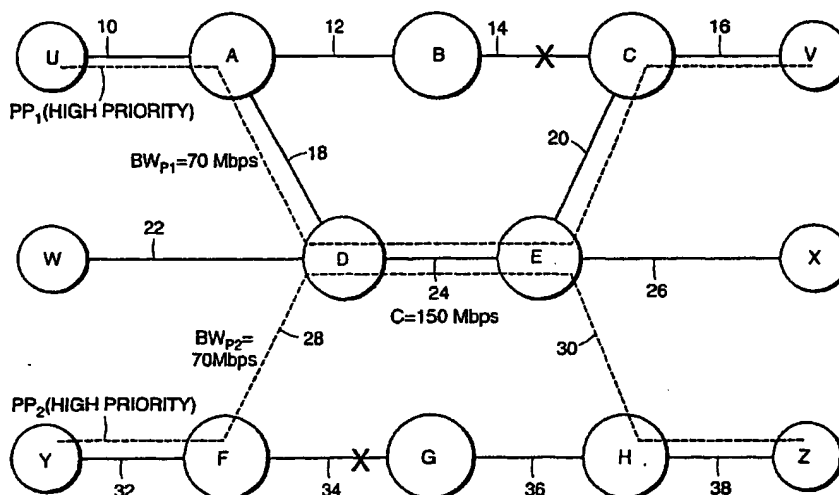 10
12
14
16
U
A
B
X
C
V
PP1(HIGH PRIORITY)
BWP1=70 Mbps
18
20
22
W
D
E
X
24
26
C=150 Mbps
BWP2=
70Mbps
28
30
PP2(HIGH PRIORITY)
Y
F
X
G
H
Z
32
34
36
38